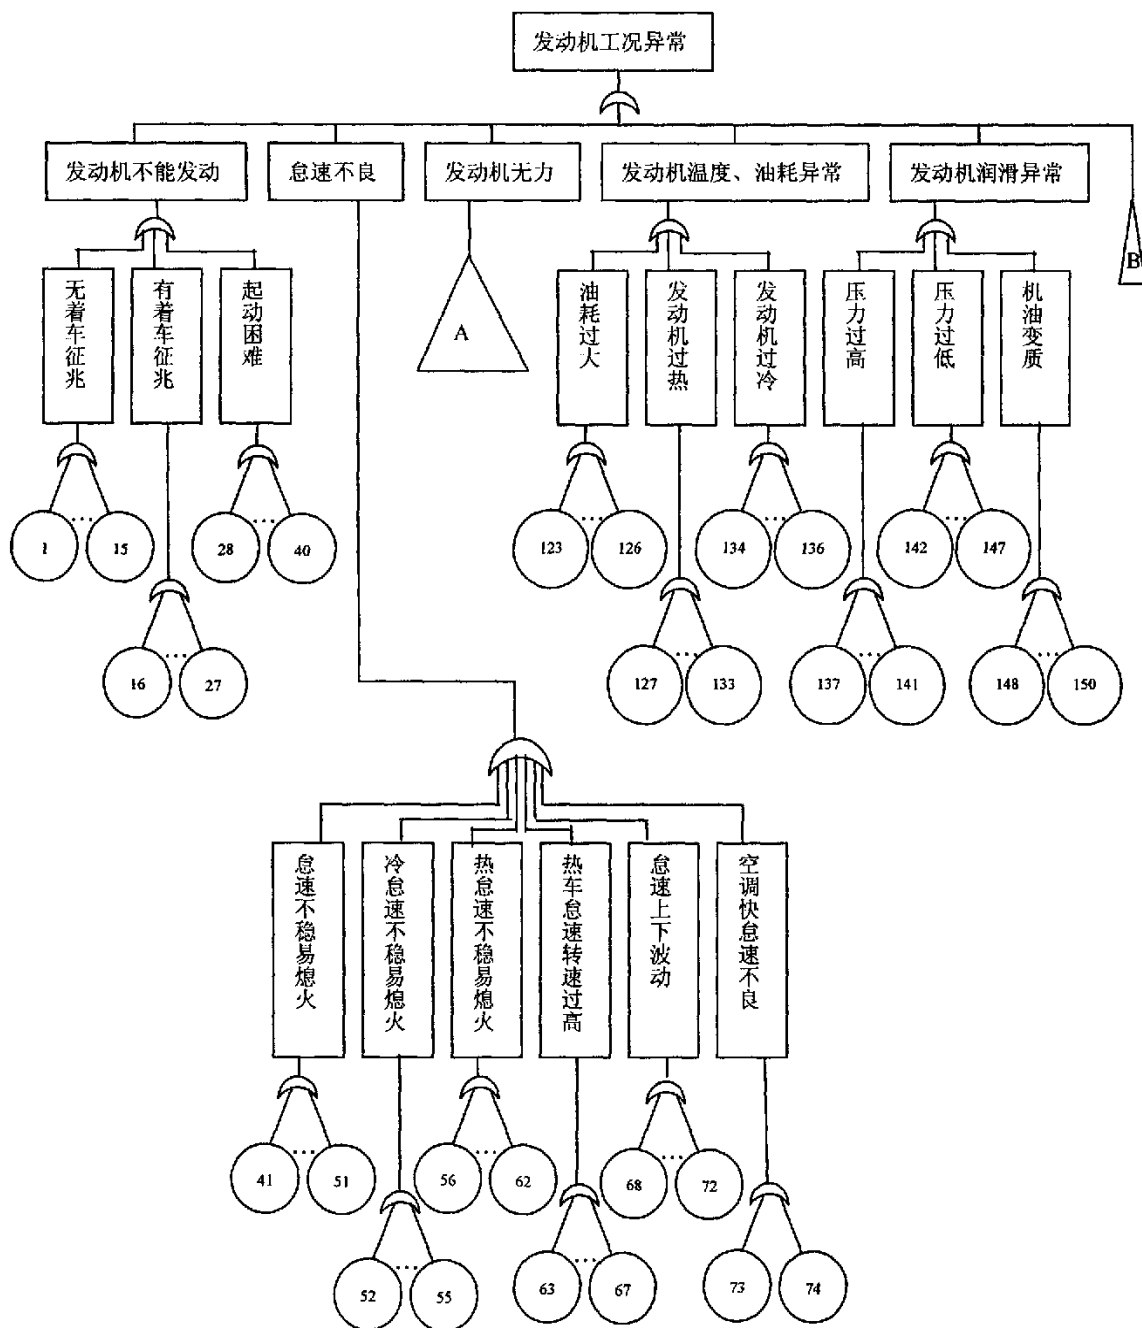 发动机工况异常
发动机不能发动
怠速不良
发动机无力
发动机温度、油耗异常
发动机润滑异常
B
无着车征兆
有着车征兆
起动困难
A
油耗过大
发动机过热
发动机过冷
压力过高
压力过低
机油变质
1
…
15
28
…
40
123
…
126
134
…
136
142
…
147
16
…
27
127
…
133
137
…
141
148
…
150
怠速不稳易熄火
冷怠速不稳易熄火
热怠速不稳易熄火
热车怠速转速过高
怠速上下波动
空调快怠速不良
41
…
51
56
…
62
68
…
72
52
…
55
63
…
67
73
…
74